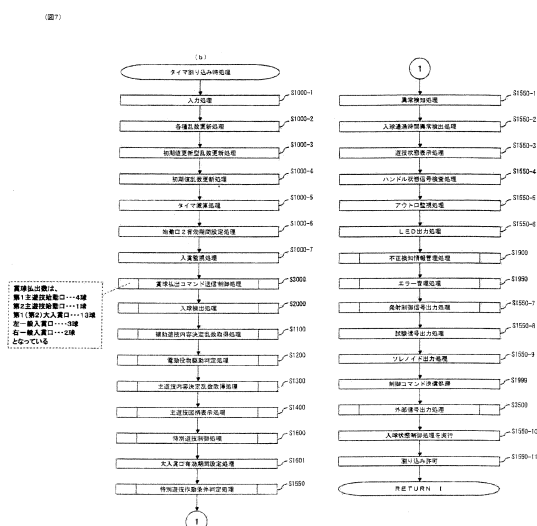 (図7)
(b)
タイマ割り込み時処理
入力処理
S1000-1
各種乱数更新処理
S1000-2
初期値更新型乱数更新処理
S1000-3
初期値乱数更新処理
S1000-4
タイマ減算処理
S1000-5
始動口2有効期間設定処理
S1000-6
入賞監視処理
S1000-7
賞球払出コマンド送信制御処理
S3000
入球検出処理
S2000
補助遊技内容決定乱数取得処理
S1100
電動役物駆動判定処理
S1200
主遊技内容決定乱数取得処理
S1300
主遊技図柄表示処理
S1400
特別遊技制御処理
S1600
大入賞口有効期間設定処理
S1601
特別遊技作動条件判定処理
S1550
1
賞球払出数は、
第1主遊技始動口・・・4球
第2主遊技始動口・・・1球
第1(第2)大入賞口・・・13球
左一般入賞口・・・・3球
右一般入賞口・・・2球
となっている
1
異常検知処理
S1550-1
入球通過時間異常検出処理
S1550-2
遊技状態表示処理
S1550-3
ハンドル状態信号検査処理
S1550-4
アウト口監視処理
S1550-5
LED出力処理
S1550-6
不正検知情報管理処理
S1900
エラー管理処理
S1950
発射制御信号出力処理
S1550-7
試験信号出力処理
S1550-8
ソレノイド出力処理
S1550-9
制御コマンド送信処理
S1999
外部信号出力処理
S3500
入球状態制御処理を実行
S1550-10
割り込み許可
S1550-11
RETURN I